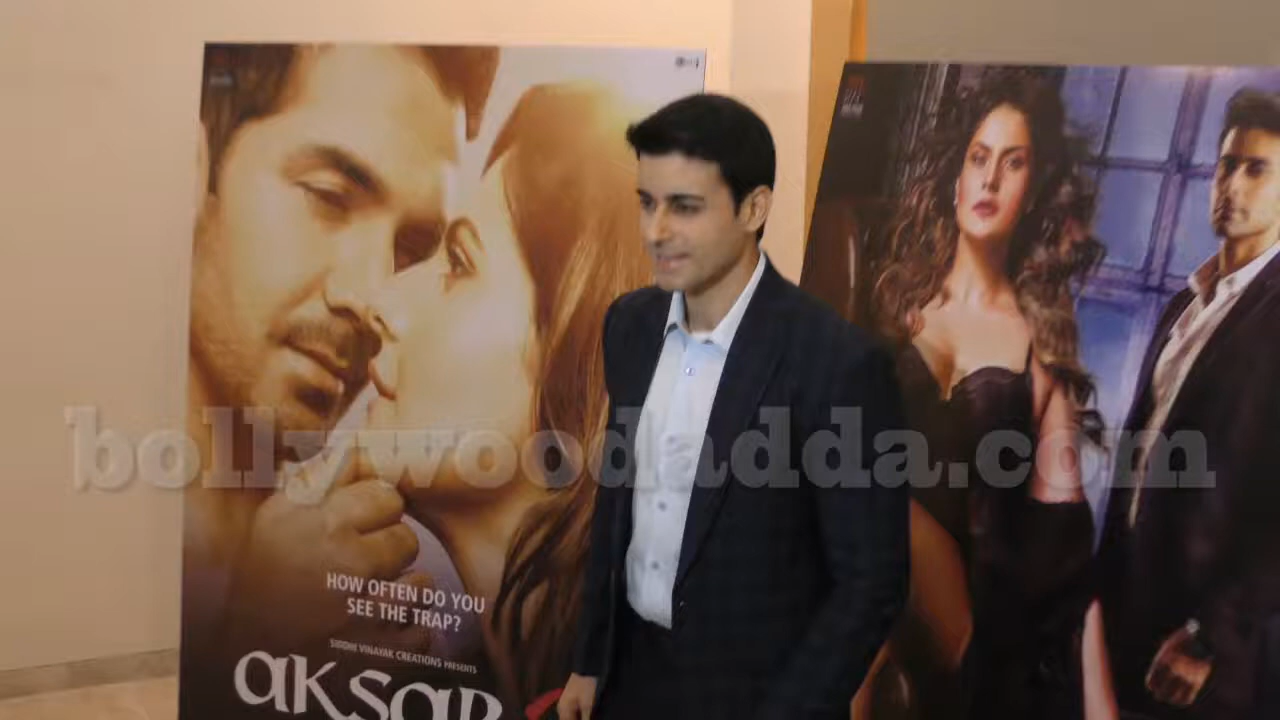 bollywoodadda.com
HOW OFTEN DO YOU
SEE THE TRAP?
SIDDHI VINAYAK CREATIONS PRESENTS
aksar